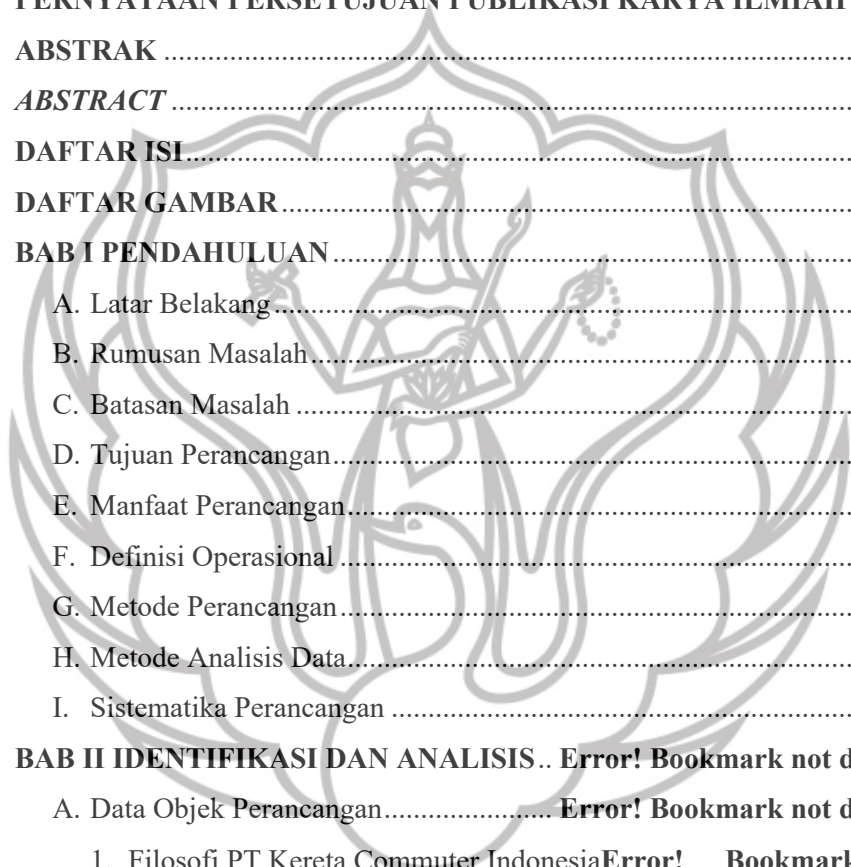 PERNYATAAN PERSETUJUAN PUBLIKASI KARYA ILMIAH
ABSTRAK ..........................................................................................
ABSTRACT ..........................................................................................
DAFTAR ISI..........................................................................................
DAFTAR GAMBAR..............................................................................
BAB I PENDAHULUAN......................................................................
A. Latar Belakang..............................................................................
B. Rumusan Masalah.........................................................................
C. Batasan Masalah ...........................................................................
D. Tujuan Perancangan......................................................................
E. Manfaat Perancangan....................................................................
F. Definisi Operasional .....................................................................
G. Metode Perancangan.....................................................................
H. Metode Analisis Data....................................................................
I. Sistematika Perancangan ..............................................................
BAB II IDENTIFIKASI DAN ANALISIS.. Error! Bookmark not d
A. Data Objek Perancangan....................... Error! Bookmark not d
1. Filosofi PT Kereta Commuter IndonesiaError! Bookmark